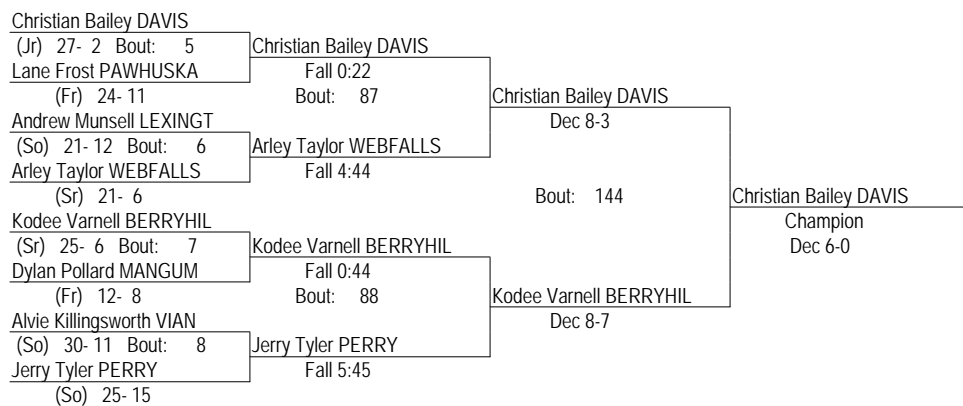 Christian Bailey DAVIS
(Jr) 27- 2 Bout: 5
Lane Frost PAWHUSKA
(Fr) 24- 11
Andrew Munsell LEXINGT
(So) 21- 12 Bout: 6
Arley Taylor WEBFALLS
(Sr) 21- 6
Kodee Varnell BERRYHIL
(Sr) 25- 6 Bout: 7
Dylan Pollard MANGUM
(Fr) 12- 8
Alvie Killingsworth VIAN
(So) 30- 11 Bout: 8
Jerry Tyler PERRY
(So) 25- 15
Christian Bailey DAVIS
Fall 0:22
Bout: 87
Arley Taylor WEBFALLS
Fall 4:44
Kodee Varnell BERRYHIL
Fall 0:44
Bout: 88
Jerry Tyler PERRY
Fall 5:45
Christian Bailey DAVIS
Dec 8-3
Bout: 144
Kodee Varnell BERRYHIL
Dec 8-7
Christian Bailey DAVIS
Champion
Dec 6-0